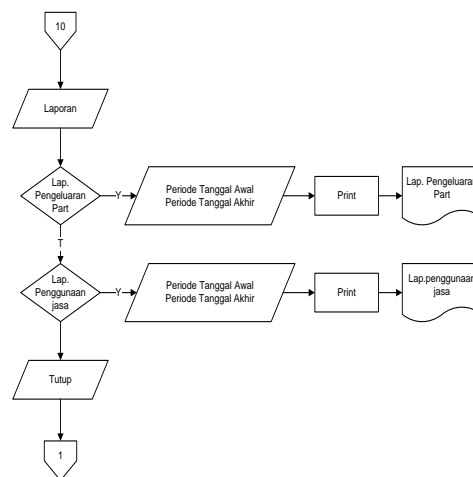 10
Laporan
Lap.
Pengeluaran
Part
Y
Periode Tanggal Awal
Periode Tanggal Akhir
Print
Lap. Pengeluaran
Part
T
Lap.
Penggunaan
jasa
Y
Periode Tanggal Awal
Periode Tanggal Akhir
Print
Lap.penggunaan
jasa
Tutup
1